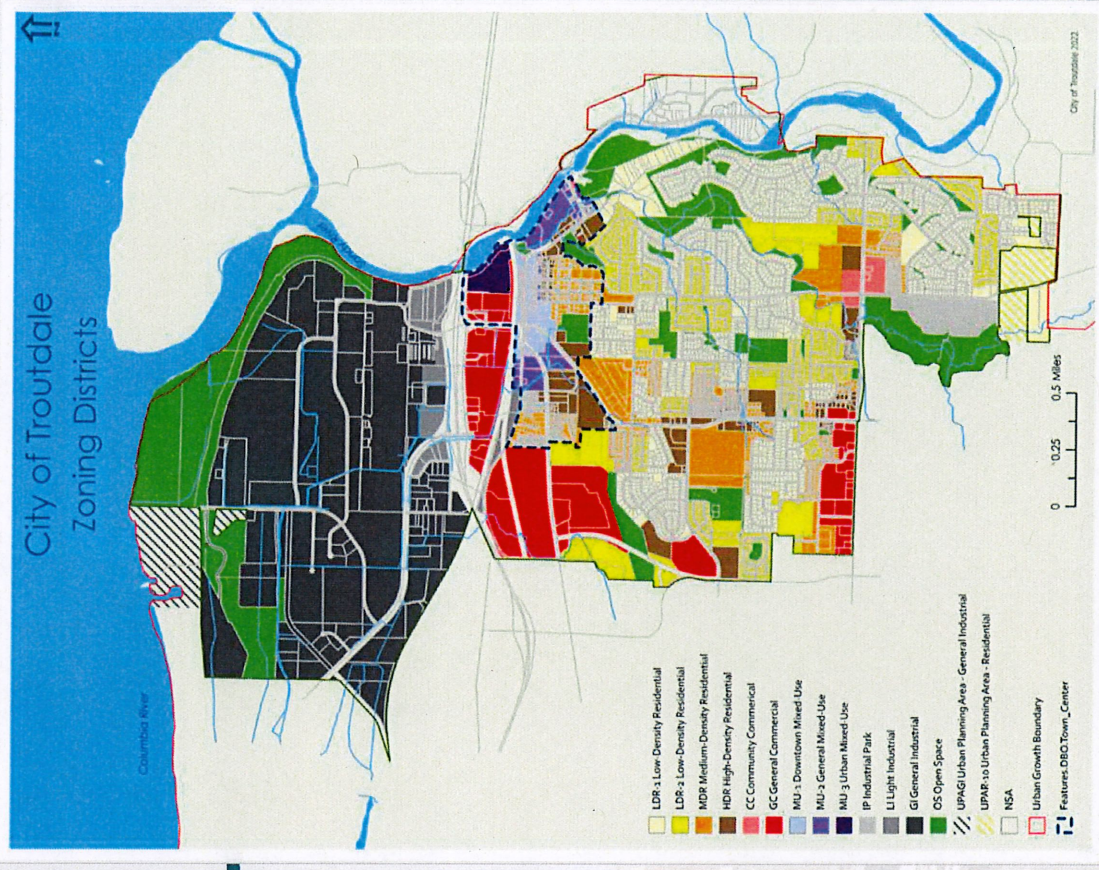 City of Troutdale
Zoning Districts
Columbia River
LDR-1 Low-Density Residential
LDR-2 Low-Density Residential
MDR Medium-Density Residential
HDR High-Density Residential
CC Community Commerical
GC General Commercial
MU-1 Downtown Mixed-Use
MU-2 General Mixed-Use
MU-3 Urban Mixed-Use
IP Industrial Park
LI Light Industrial
GI General Industrial
OS Open Space
UPAGI Urban Planning Area - General Industrial
UPAR-10 Urban Planning Area - Residential
NSA
Urban Growth Boundary
Features.DBO.Town_Center
0 0.25 0.5 Miles
City of Troutdale 2022.